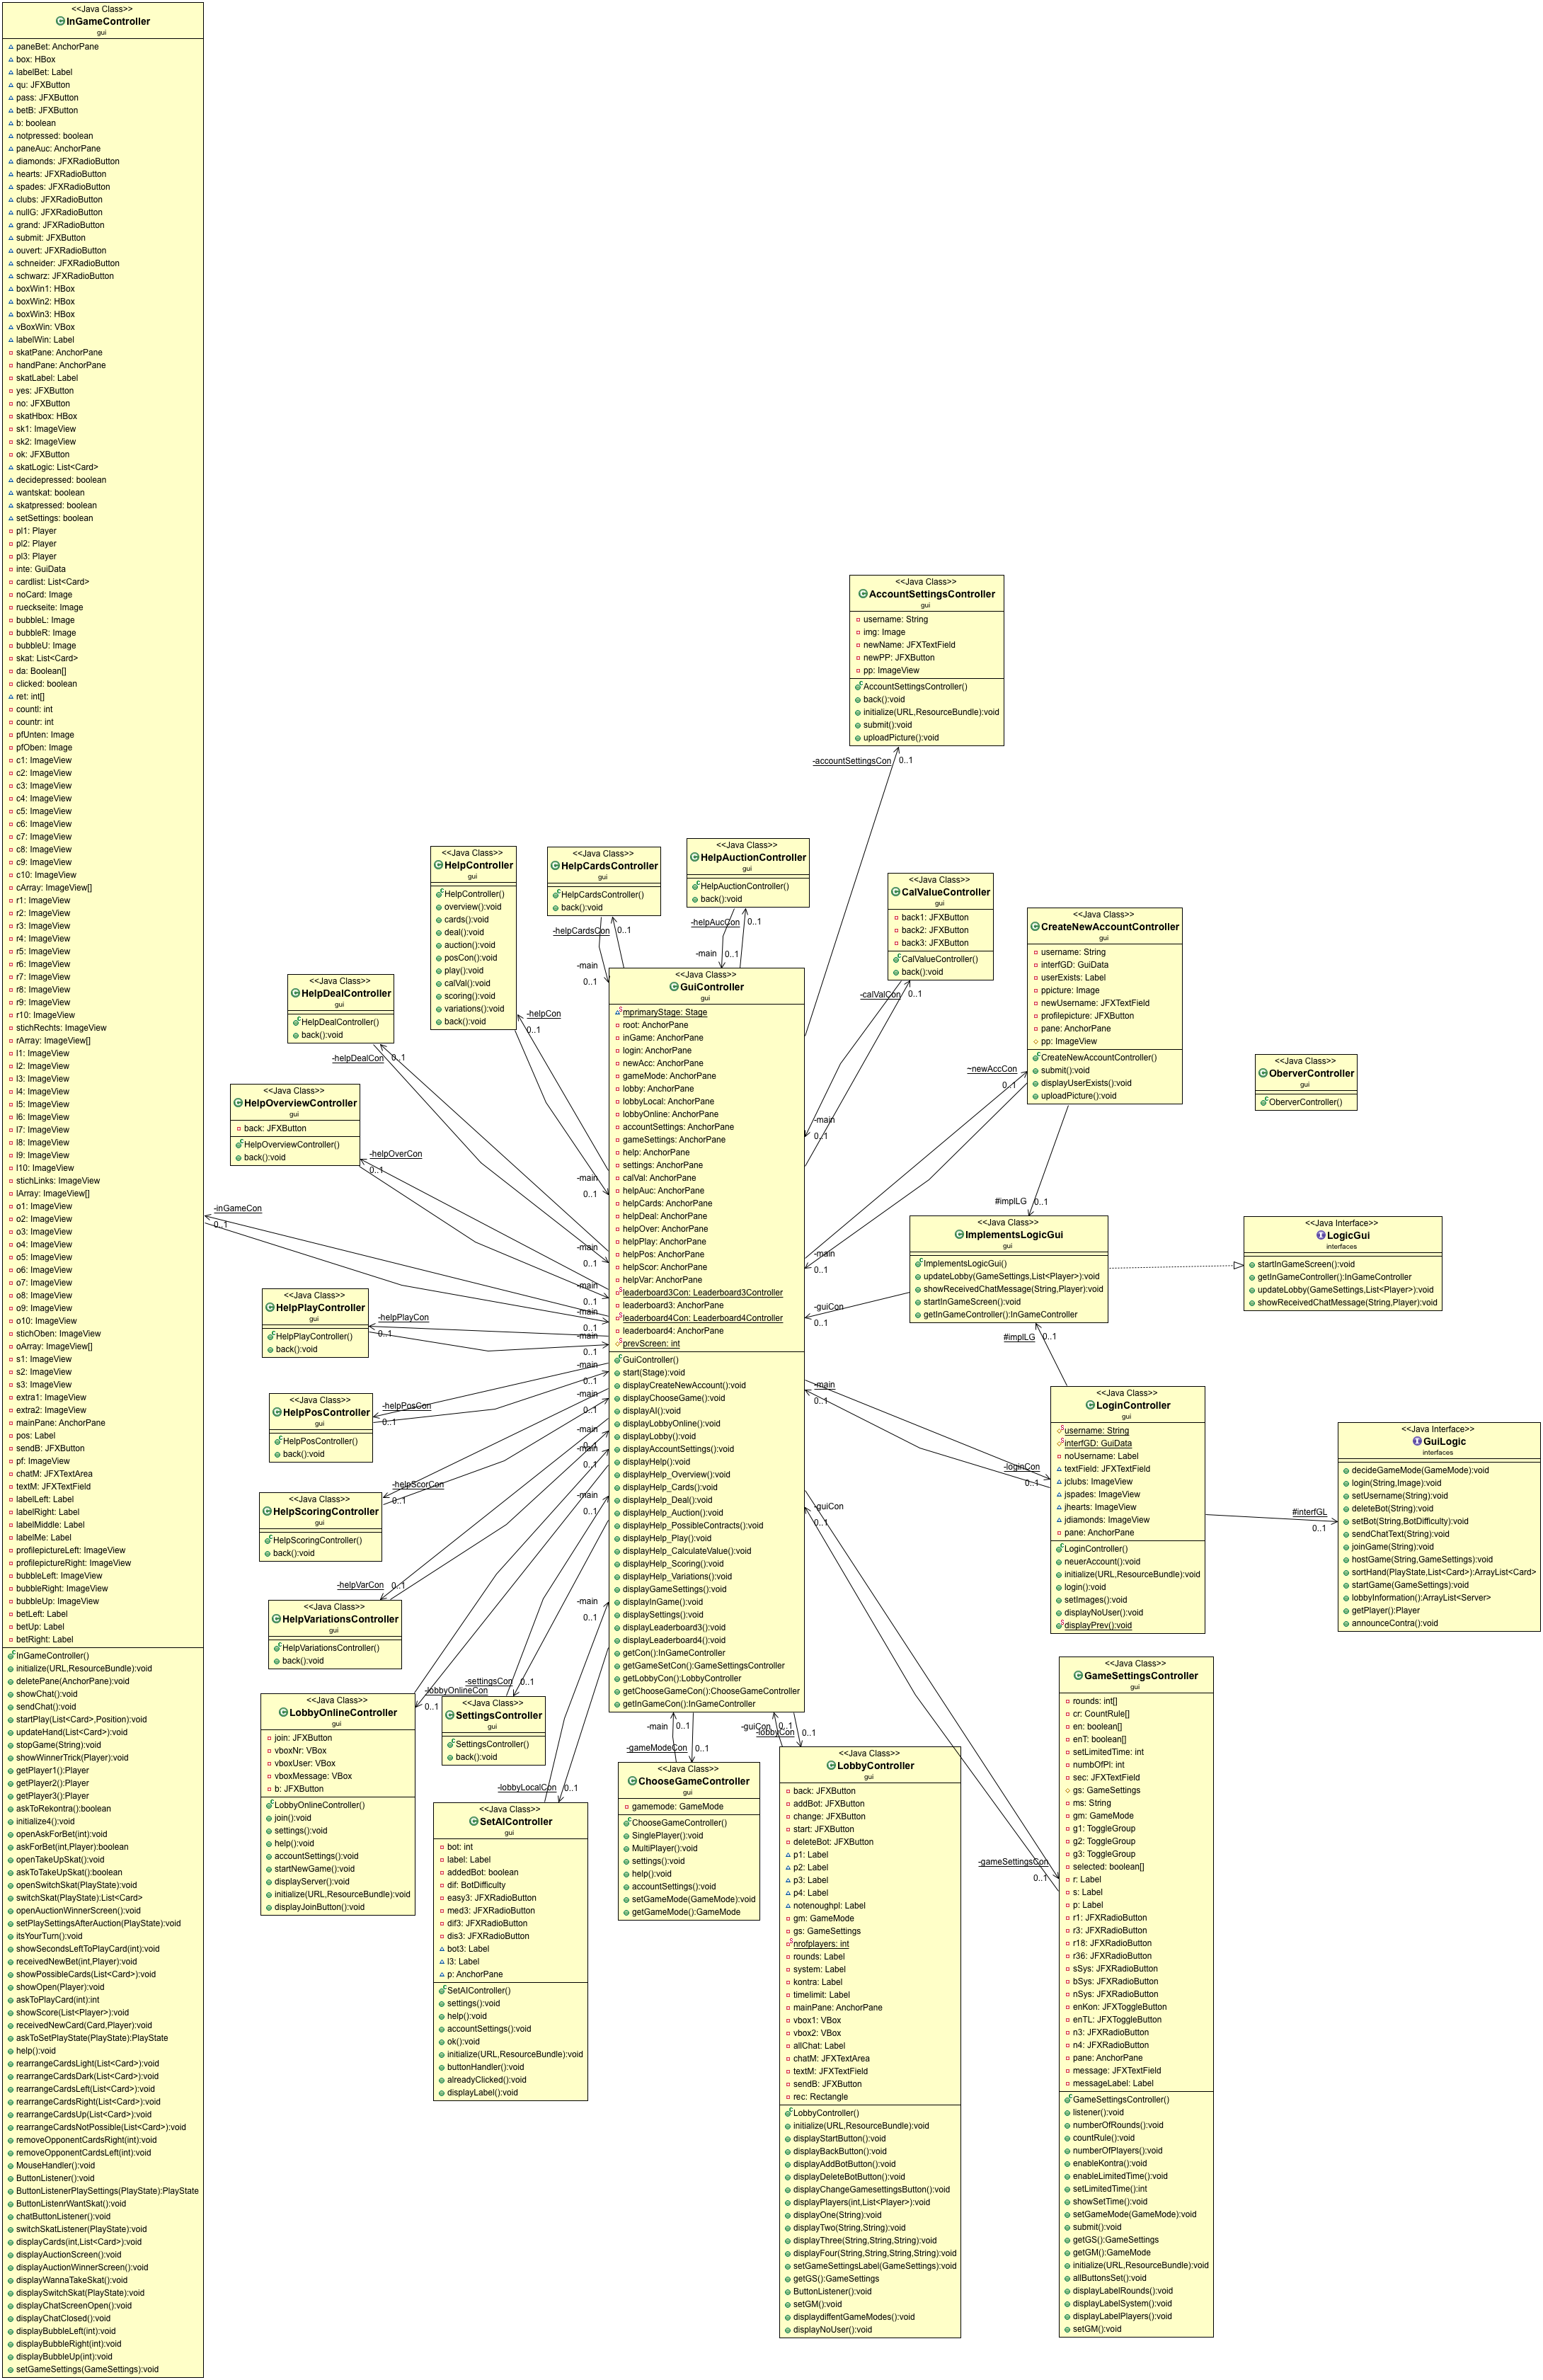 <<Java Class>>
InGameController
gui
paneBet: AnchorPane
box: HBox
labelBet: Label
qu: JFXButton
pass: JFXButton
betB: JFXButton
b: boolean
notpressed: boolean
paneAuc: AnchorPane
diamonds: JFXRadioButton
hearts: JFXRadioButton
spades: JFXRadioButton
clubs: JFXRadioButton
nullG: JFXRadioButton
grand: JFXRadioButton
submit: JFXButton
ouvert: JFXRadioButton
schneider: JFXRadioButton
schwarz: JFXRadioButton
boxWin1: HBox
boxWin2: HBox
boxWin3: HBox
vBoxWin: VBox
labelWin: Label
skatPane: AnchorPane
handPane: AnchorPane
skatLabel: Label
yes: JFXButton
no: JFXButton
skatHbox: HBox
sk1: ImageView
sk2: ImageView
ok: JFXButton
skatLogic: List<Card>
decidepressed: boolean
wantskat: boolean
skatpressed: boolean
setSettings: boolean
pl1: Player
pl2: Player
pl3: Player
inte: GuiData
cardlist: List<Card>
noCard: Image
rueckseite: Image
bubbleL: Image
bubbleR: Image
bubbleU: Image
skat: List<Card>
da: Boolean[]
clicked: boolean
ret: int[]
countl: int
countr: int
pfUnten: Image
pfOben: Image
c1: ImageView
c2: ImageView
c3: ImageView
c4: ImageView
c5: ImageView
c6: ImageView
c7: ImageView
c8: ImageView
c9: ImageView
c10: ImageView
cArray: ImageView[]
r1: ImageView
r2: ImageView
r3: ImageView
r4: ImageView
r5: ImageView
r6: ImageView
r7: ImageView
r8: ImageView
r9: ImageView
r10: ImageView
stichRechts: ImageView
rArray: ImageView[]
l1: ImageView
l2: ImageView
l3: ImageView
l4: ImageView
l5: ImageView
l6: ImageView
l7: ImageView
l8: ImageView
l9: ImageView
l10: ImageView
stichLinks: ImageView
lArray: ImageView[]
o1: ImageView
o2: ImageView
o3: ImageView
o4: ImageView
o5: ImageView
o6: ImageView
o7: ImageView
o8: ImageView
o9: ImageView
o10: ImageView
stichOben: ImageView
oArray: ImageView[]
s1: ImageView
s2: ImageView
s3: ImageView
extra1: ImageView
extra2: ImageView
mainPane: AnchorPane
pos: Label
sendB: JFXButton
pf: ImageView
chatM: JFXTextArea
textM: JFXTextField
labelLeft: Label
labelRight: Label
labelMiddle: Label
labelMe: Label
profilepictureLeft: ImageView
profilepictureRight: ImageView
bubbleLeft: ImageView
bubbleRight: ImageView
bubbleUp: ImageView
betLeft: Label
betUp: Label
betRight: Label
InGameController()
initialize(URL,ResourceBundle):void
deletePane(AnchorPane):void
showChat():void
sendChat():void
startPlay(List<Card>,Position):void
updateHand(List<Card>):void
stopGame(String):void
showWinnerTrick(Player):void
getPlayer1():Player
getPlayer2():Player
getPlayer3():Player
askToRekontra():boolean
initialize4():void
openAskForBet(int):void
askForBet(int,Player):boolean
openTakeUpSkat():void
askToTakeUpSkat():boolean
openSwitchSkat(PlayState):void
switchSkat(PlayState):List<Card>
openAuctionWinnerScreen():void
setPlaySettingsAfterAuction(PlayState):void
itsYourTurn():void
showSecondsLeftToPlayCard(int):void
receivedNewBet(int,Player):void
showPossibleCards(List<Card>):void
showOpen(Player):void
askToPlayCard(int):int
showScore(List<Player>):void
receivedNewCard(Card,Player):void
askToSetPlayState(PlayState):PlayState
help():void
rearrangeCardsLight(List<Card>):void
rearrangeCardsDark(List<Card>):void
rearrangeCardsLeft(List<Card>):void
rearrangeCardsRight(List<Card>):void
rearrangeCardsUp(List<Card>):void
rearrangeCardsNotPossible(List<Card>):void
removeOpponentCardsRight(int):void
removeOpponentCardsLeft(int):void
MouseHandler():void
ButtonListener():void
ButtonListenerPlaySettings(PlayState):PlayState
ButtonListenrWantSkat():void
chatButtonListener():void
switchSkatListener(PlayState):void
displayCards(int,List<Card>):void
displayAuctionScreen():void
displayAuctionWinnerScreen():void
displayWannaTakeSkat():void
displaySwitchSkat(PlayState):void
displayChatScreenOpen():void
displayChatClosed():void
displayBubbleLeft(int):void
displayBubbleRight(int):void
displayBubbleUp(int):void
setGameSettings(GameSettings):void
<<Java Class>>
AccountSettingsController
gui
username: String
img: Image
newName: JFXTextField
newPP: JFXButton
pp: ImageView
AccountSettingsController()
back():void
initialize(URL,ResourceBundle):void
submit():void
uploadPicture():void
-accountSettingsCon
0..1
<<Java Class>>
HelpController
gui
HelpController()
overview():void
cards():void
deal():void
auction():void
posCon():void
play():void
calVal():void
scoring():void
variations():void
back():void
-helpCon
0..1
<<Java Class>>
HelpCardsController
gui
HelpCardsController()
back():void
-helpCardsCon
0..1
-main
0..1
<<Java Class>>
HelpAuctionController
gui
HelpAuctionController()
back():void
-helpAucCon
0..1
-main
0..1
<<Java Class>>
CalValueController
gui
back1: JFXButton
back2: JFXButton
back3: JFXButton
CalValueController()
back():void
-calValCon
0..1
-main
0..1
<<Java Class>>
CreateNewAccountController
gui
username: String
interfGD: GuiData
userExists: Label
ppicture: Image
newUsername: JFXTextField
profilepicture: JFXButton
pane: AnchorPane
pp: ImageView
CreateNewAccountController()
submit():void
displayUserExists():void
uploadPicture():void
~newAccCon
0..1
-main
0..1
#implLG
0..1
<<Java Class>>
OberverController
gui
OberverController()
<<Java Class>>
HelpDealController
gui
HelpDealController()
back():void
-helpDealCon
0..1
<<Java Class>>
HelpOverviewController
gui
back: JFXButton
HelpOverviewController()
back():void
-helpOverCon
0..1
-inGameCon
0..1
<<Java Class>>
HelpPlayController
gui
HelpPlayController()
back():void
-helpPlayCon
0..1
<<Java Class>>
HelpPosController
gui
HelpPosController()
back():void
-helpPosCon
0..1
<<Java Class>>
HelpScoringController
gui
HelpScoringController()
back():void
-helpScorCon
0..1
<<Java Class>>
HelpVariationsController
gui
HelpVariationsController()
back():void
-helpVarCon
0..1
-main
0..1
-main
0..1
-main
0..1
-main
0..1
-main
0..1
-main
0..1
-main
0..1
-main
0..1
-main
-main
0..1
-main
0..1
<<Java Class>>
GuiController
gui
mprimaryStage: Stage
root: AnchorPane
inGame: AnchorPane
login: AnchorPane
newAcc: AnchorPane
gameMode: AnchorPane
lobby: AnchorPane
lobbyLocal: AnchorPane
lobbyOnline: AnchorPane
accountSettings: AnchorPane
gameSettings: AnchorPane
help: AnchorPane
settings: AnchorPane
calVal: AnchorPane
helpAuc: AnchorPane
helpCards: AnchorPane
helpDeal: AnchorPane
helpOver: AnchorPane
helpPlay: AnchorPane
helpPos: AnchorPane
helpScor: AnchorPane
helpVar: AnchorPane
leaderboard3Con: Leaderboard3Controller
leaderboard3: AnchorPane
leaderboard4Con: Leaderboard4Controller
leaderboard4: AnchorPane
prevScreen: int
GuiController()
start(Stage):void
displayCreateNewAccount():void
displayChooseGame():void
displayAI():void
displayLobbyOnline():void
displayLobby():void
displayAccountSettings():void
displayHelp():void
displayHelp_Overview():void
displayHelp_Cards():void
displayHelp_Deal():void
displayHelp_Auction():void
displayHelp_PossibleContracts():void
displayHelp_Play():void
displayHelp_CalculateValue():void
displayHelp_Scoring():void
displayHelp_Variations():void
displayGameSettings():void
displayInGame():void
displaySettings():void
displayLeaderboard3():void
displayLeaderboard4():void
getCon():InGameController
getGameSetCon():GameSettingsController
getLobbyCon():LobbyController
getChooseGameCon():ChooseGameController
getInGameCon():InGameController
<<Java Class>>
ImplementsLogicGui
gui
ImplementsLogicGui()
updateLobby(GameSettings,List<Player>):void
showReceivedChatMessage(String,Player):void
startInGameScreen():void
getInGameController():InGameController
-guiCon
0..1
#implLG
0..1
<<Java Interface>>
LogicGui
interfaces
startInGameScreen():void
getInGameController():InGameController
updateLobby(GameSettings,List<Player>):void
showReceivedChatMessage(String,Player):void
<<Java Class>>
LoginController
gui
username: String
interfGD: GuiData
noUsername: Label
textField: JFXTextField
jclubs: ImageView
jspades: ImageView
jhearts: ImageView
jdiamonds: ImageView
pane: AnchorPane
LoginController()
neuerAccount():void
initialize(URL,ResourceBundle):void
login():void
setImages():void
displayNoUser():void
displayPrev():void
-main
0..1
-loginCon
0..1
#interfGL
0..1
<<Java Interface>>
GuiLogic
interfaces
decideGameMode(GameMode):void
login(String,Image):void
setUsername(String):void
deleteBot(String):void
setBot(String,BotDifficulty):void
sendChatText(String):void
joinGame(String):void
hostGame(String,GameSettings):void
sortHand(PlayState,List<Card>):ArrayList<Card>
startGame(GameSettings):void
lobbyInformation():ArrayList<Server>
getPlayer():Player
announceContra():void
<<Java Class>>
LobbyOnlineController
gui
join: JFXButton
vboxNr: VBox
vboxUser: VBox
vboxMessage: VBox
b: JFXButton
LobbyOnlineController()
join():void
settings():void
help():void
accountSettings():void
startNewGame():void
displayServer():void
initialize(URL,ResourceBundle):void
displayJoinButton():void
-lobbyOnlineCon
0..1
<<Java Class>>
SettingsController
gui
SettingsController()
back():void
-settingsCon
0..1
<<Java Class>>
SetAIController
gui
bot: int
label: Label
addedBot: boolean
dif: BotDifficulty
easy3: JFXRadioButton
med3: JFXRadioButton
dif3: JFXRadioButton
dis3: JFXRadioButton
bot3: Label
l3: Label
p: AnchorPane
SetAIController()
settings():void
help():void
accountSettings():void
ok():void
initialize(URL,ResourceBundle):void
buttonHandler():void
alreadyClicked():void
displayLabel():void
-lobbyLocalCon
0..1
<<Java Class>>
ChooseGameController
gui
gamemode: GameMode
ChooseGameController()
SinglePlayer():void
MultiPlayer():void
settings():void
help():void
accountSettings():void
setGameMode(GameMode):void
getGameMode():GameMode
-main
0..1
-gameModeCon
0..1
<<Java Class>>
LobbyController
gui
back: JFXButton
addBot: JFXButton
change: JFXButton
start: JFXButton
deleteBot: JFXButton
p1: Label
p2: Label
p3: Label
p4: Label
notenoughpl: Label
gm: GameMode
gs: GameSettings
nrofplayers: int
rounds: Label
system: Label
kontra: Label
timelimit: Label
mainPane: AnchorPane
vbox1: VBox
vbox2: VBox
allChat: Label
chatM: JFXTextArea
textM: JFXTextField
sendB: JFXButton
rec: Rectangle
LobbyController()
initialize(URL,ResourceBundle):void
displayStartButton():void
displayBackButton():void
displayAddBotButton():void
displayDeleteBotButton():void
displayChangeGamesettingsButton():void
displayPlayers(int,List<Player>):void
displayOne(String):void
displayTwo(String,String):void
displayThree(String,String,String):void
displayFour(String,String,String,String):void
setGameSettingsLabel(GameSettings):void
getGS():GameSettings
ButtonListener():void
setGM():void
displaydiffentGameModes():void
displayNoUser():void
-guiCon
0..1
-lobbyCon
0..1
<<Java Class>>
GameSettingsController
gui
rounds: int[]
cr: CountRule[]
en: boolean[]
enT: boolean[]
setLimitedTime: int
numbOfPl: int
sec: JFXTextField
gs: GameSettings
ms: String
gm: GameMode
g1: ToggleGroup
g2: ToggleGroup
g3: ToggleGroup
selected: boolean[]
r: Label
s: Label
p: Label
r1: JFXRadioButton
r3: JFXRadioButton
r18: JFXRadioButton
r36: JFXRadioButton
sSys: JFXRadioButton
bSys: JFXRadioButton
nSys: JFXRadioButton
enKon: JFXToggleButton
enTL: JFXToggleButton
n3: JFXRadioButton
n4: JFXRadioButton
pane: AnchorPane
message: JFXTextField
messageLabel: Label
GameSettingsController()
listener():void
numberOfRounds():void
countRule():void
numberOfPlayers():void
enableKontra():void
enableLimitedTime():void
setLimitedTime():int
showSetTime():void
setGameMode(GameMode):void
submit():void
getGS():GameSettings
getGM():GameMode
initialize(URL,ResourceBundle):void
allButtonsSet():void
displayLabelRounds():void
displayLabelSystem():void
displayLabelPlayers():void
setGM():void
-guiCon
0..1
-gameSettingsCon
0..1